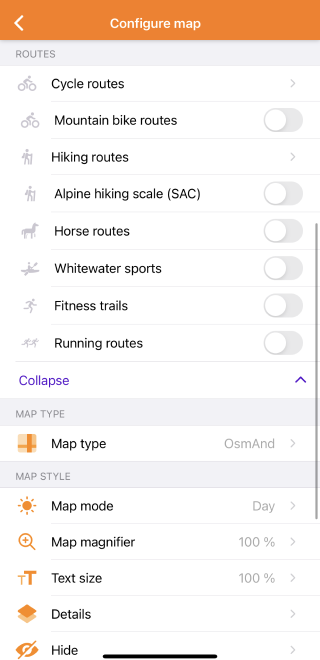 Configure map
ROUTES
Cycle routes
Mountain bike routes
Hiking routes
Alpine hiking scale (SAC)
Horse routes
Whitewater sports
Fitness trails
Running routes
Collapse
MAP TYPE
Map type OsmAnd
MAP STYLE
Map mode Day
Map magnifier 100 %
Text size 100 %
Details
Hide